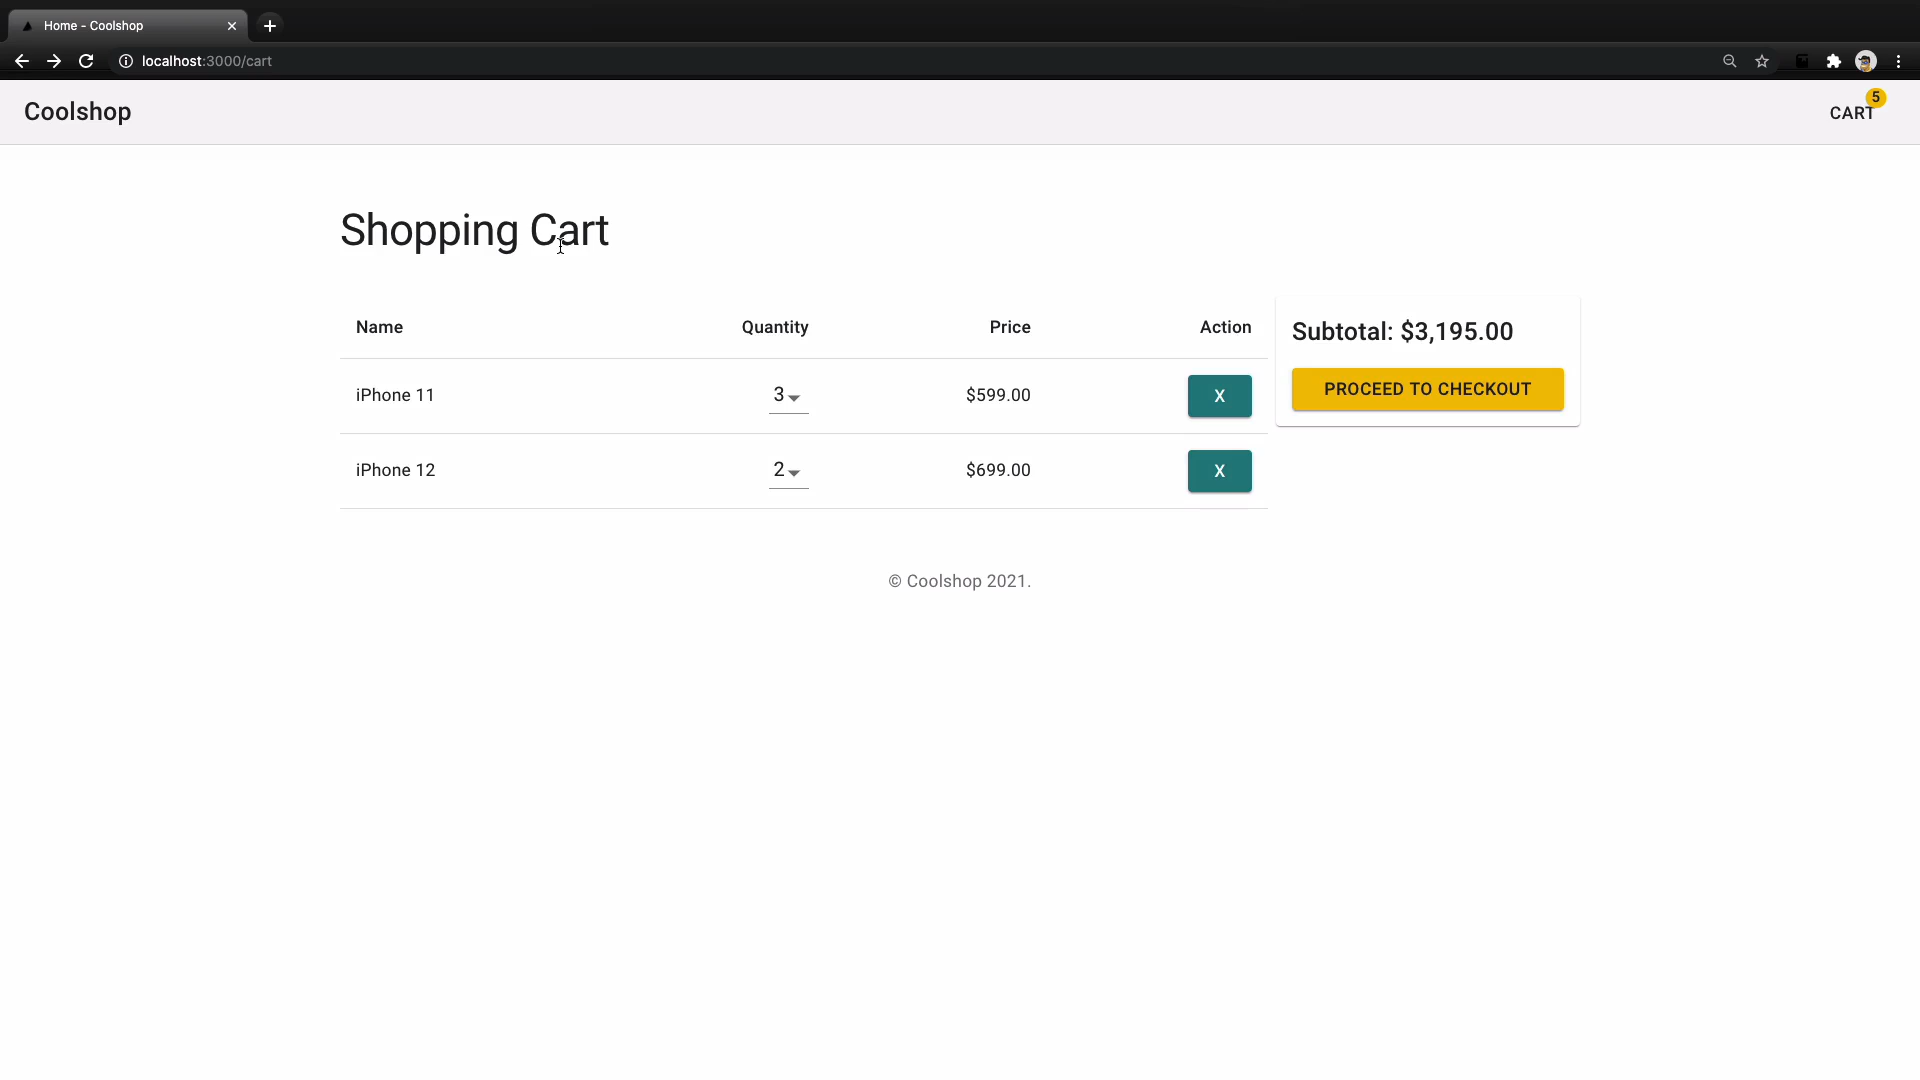 Home - Coolshop
localhost:3000/cart
Coolshop
CART 5
Shopping Cart
Name Quantity Price Action
iPhone 11 3 $599.00 X
iPhone 12 2 $699.00 X
Subtotal: $3,195.00
PROCEED TO CHECKOUT
© Coolshop 2021.